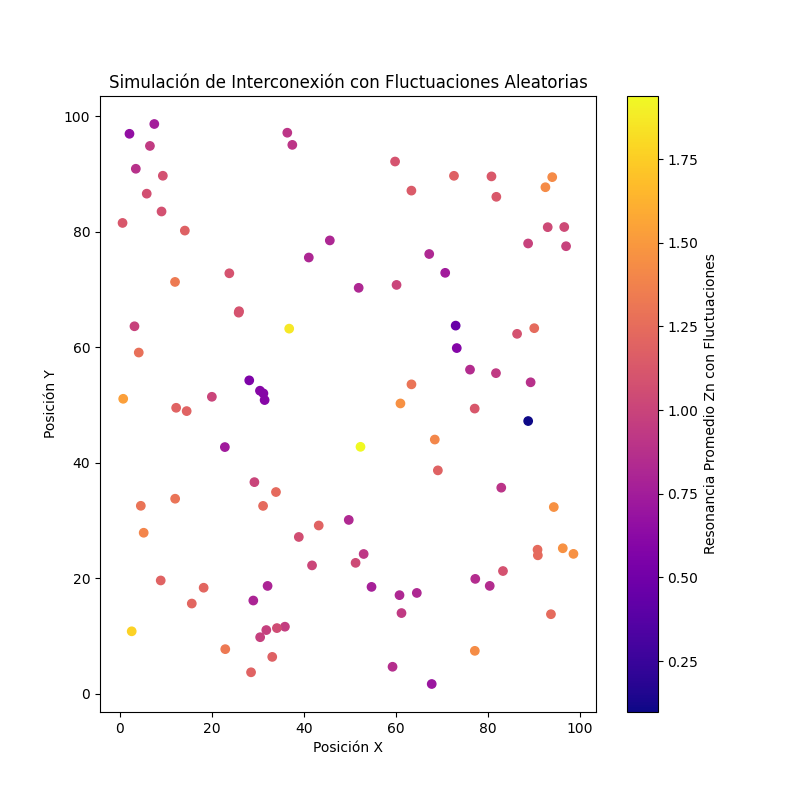 Simulación de Interconexión con Fluctuaciones Aleatorias
100
80
60
40
20
0
Posición Y
0 20 40 60 80 100
Posición X
1.75
1.50
1.25
1.00
0.75
0.50
0.25
Resonancia Promedio Zn con Fluctuaciones